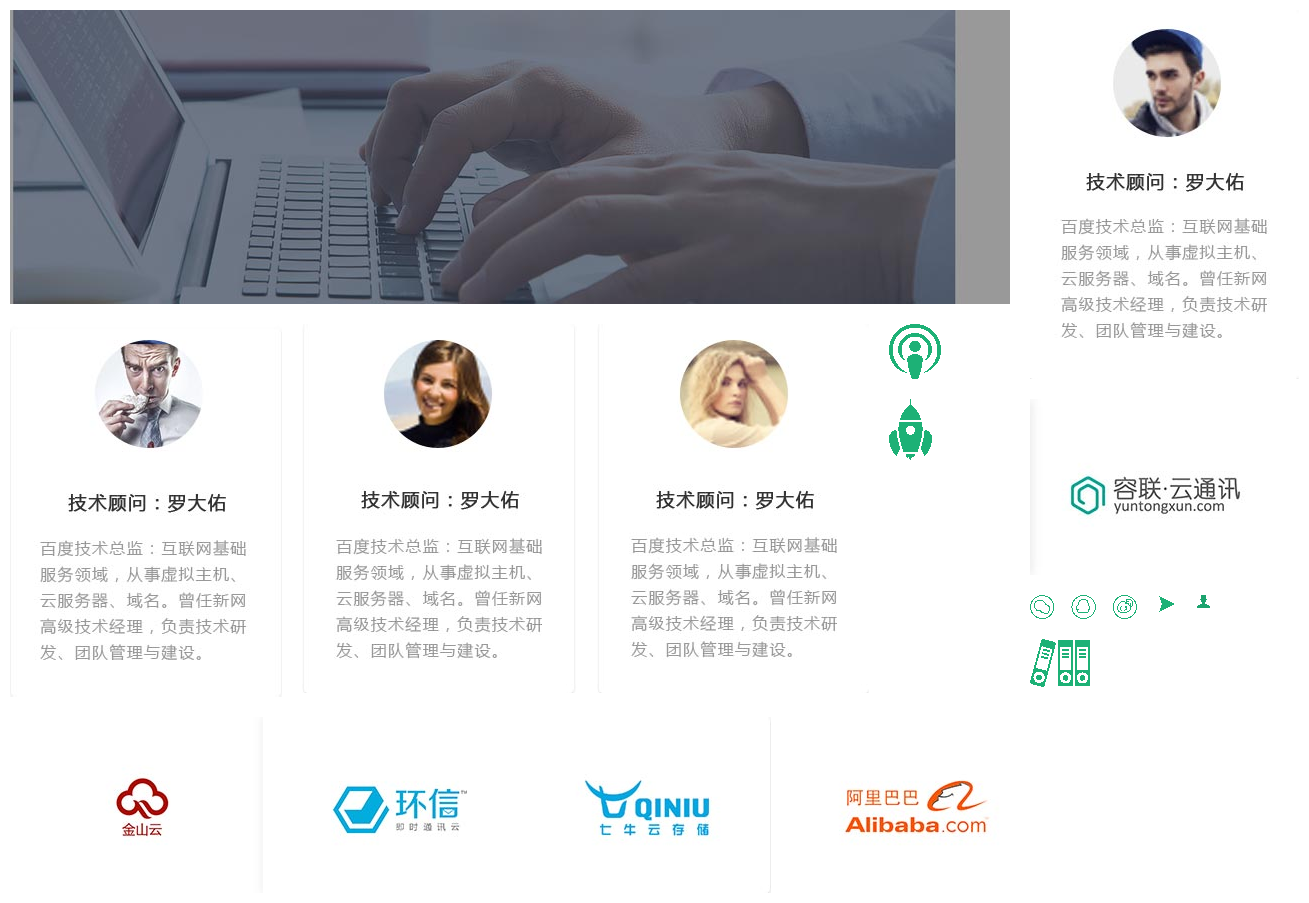 技术顾问：罗大佑
百度技术总监：互联网基础
服务领域，从事虚拟主机、
云服务器、域名。曾任新网
高级技术经理，负责技术研
发、团队管理与建设。
技术顾问：罗大佑
百度技术总监：互联网基础
服务领域，从事虚拟主机、
云服务器、域名。曾任新网
高级技术经理，负责技术研
发、团队管理与建设。
技术顾问：罗大佑
百度技术总监：互联网基础
服务领域，从事虚拟主机、
云服务器、域名。曾任新网
高级技术经理，负责技术研
发、团队管理与建设。
技术顾问：罗大佑
百度技术总监：互联网基础
服务领域，从事虚拟主机、
云服务器、域名。曾任新网
高级技术经理，负责技术研
发、团队管理与建设。
容联·云通讯
yuntongxun.com
金山云
环信™
即时通讯云
QINIU
七牛云存储
阿里巴巴
Alibaba.com